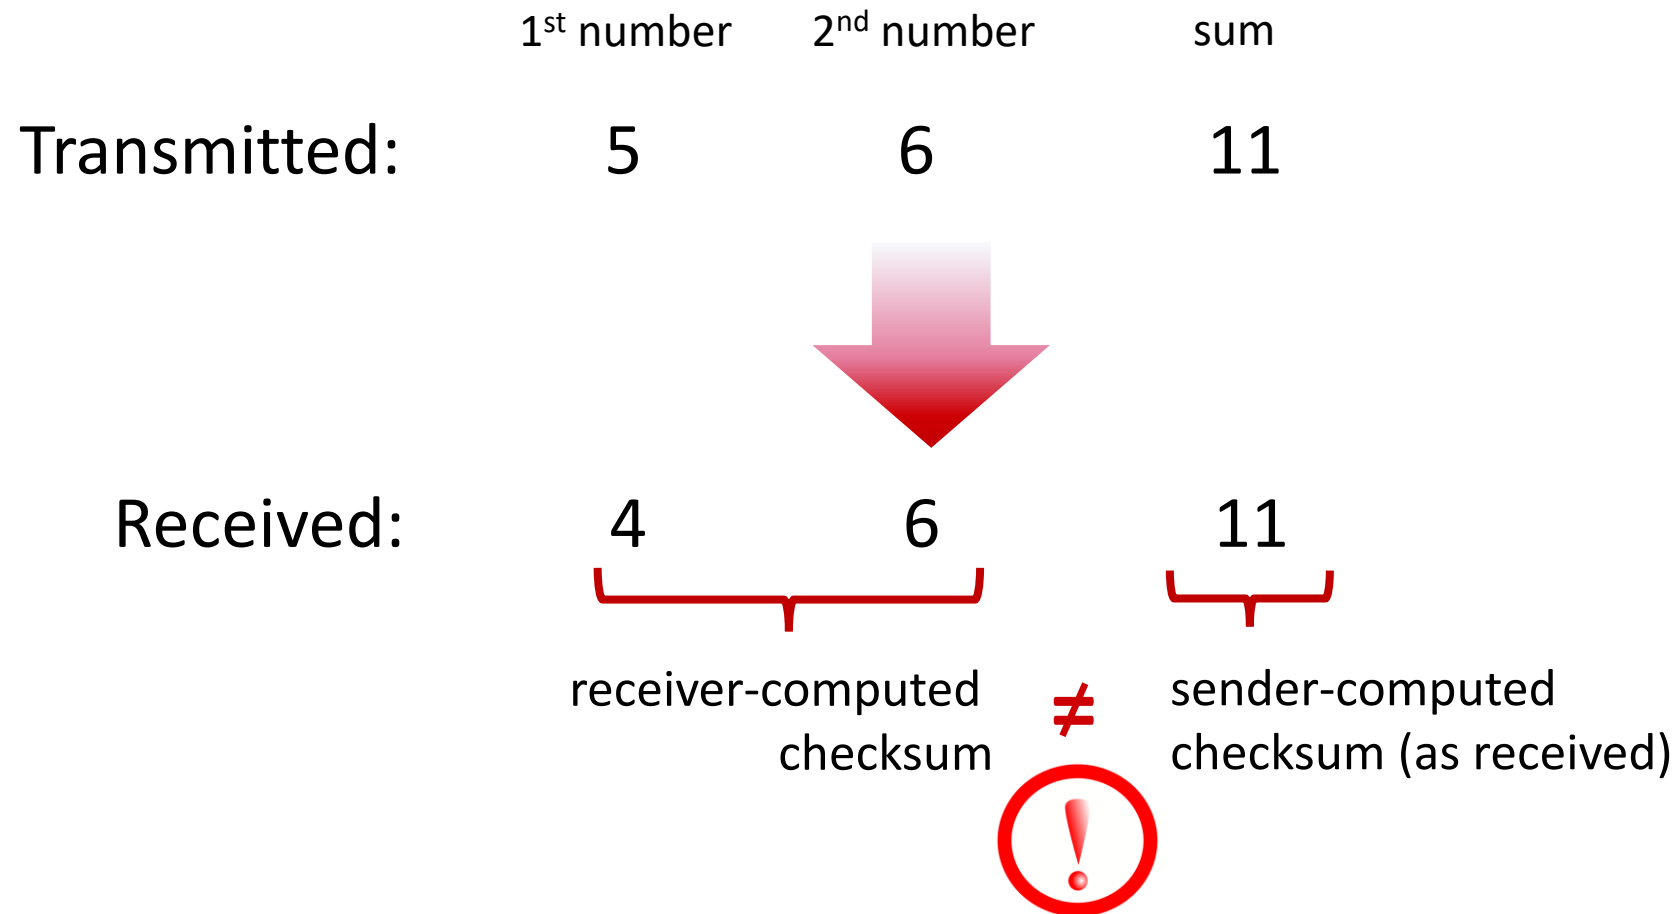 1st number 2nd number sum
Transmitted: 5 6 11
Received: 4 6 11
receiver-computed ≠ sender-computed
checksum checksum (as received)
!